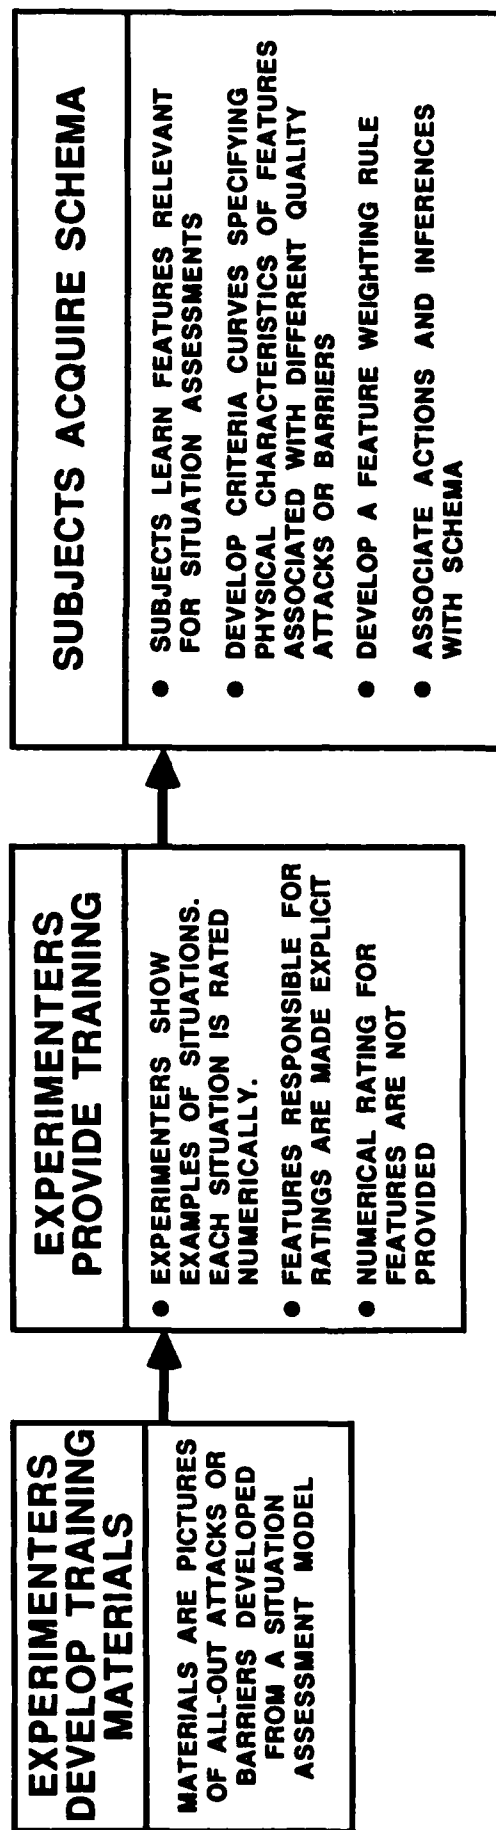 EXPERIMENTERS
DEVELOP TRAINING
MATERIALS
MATERIALS ARE PICTURES
OF ALL-OUT ATTACKS OR
BARRIERS DEVELOPED
FROM A SITUATION
ASSESSMENT MODEL
EXPERIMENTERS
PROVIDE TRAINING
● EXPERIMENTERS SHOW
EXAMPLES OF SITUATIONS.
EACH SITUATION IS RATED
NUMERICALLY.
● FEATURES RESPONSIBLE FOR
RATINGS ARE MADE EXPLICIT
● NUMERICAL RATING FOR
FEATURES ARE NOT
PROVIDED
SUBJECTS ACQUIRE SCHEMA
● SUBJECTS LEARN FEATURES RELEVANT
FOR SITUATION ASSESSMENTS
● DEVELOP CRITERIA CURVES SPECIFYING
PHYSICAL CHARACTERISTICS OF FEATURES
ASSOCIATED WITH DIFFERENT QUALITY
ATTACKS OR BARRIERS
● DEVELOP A FEATURE WEIGHTING RULE
● ASSOCIATE ACTIONS AND INFERENCES
WITH SCHEMA